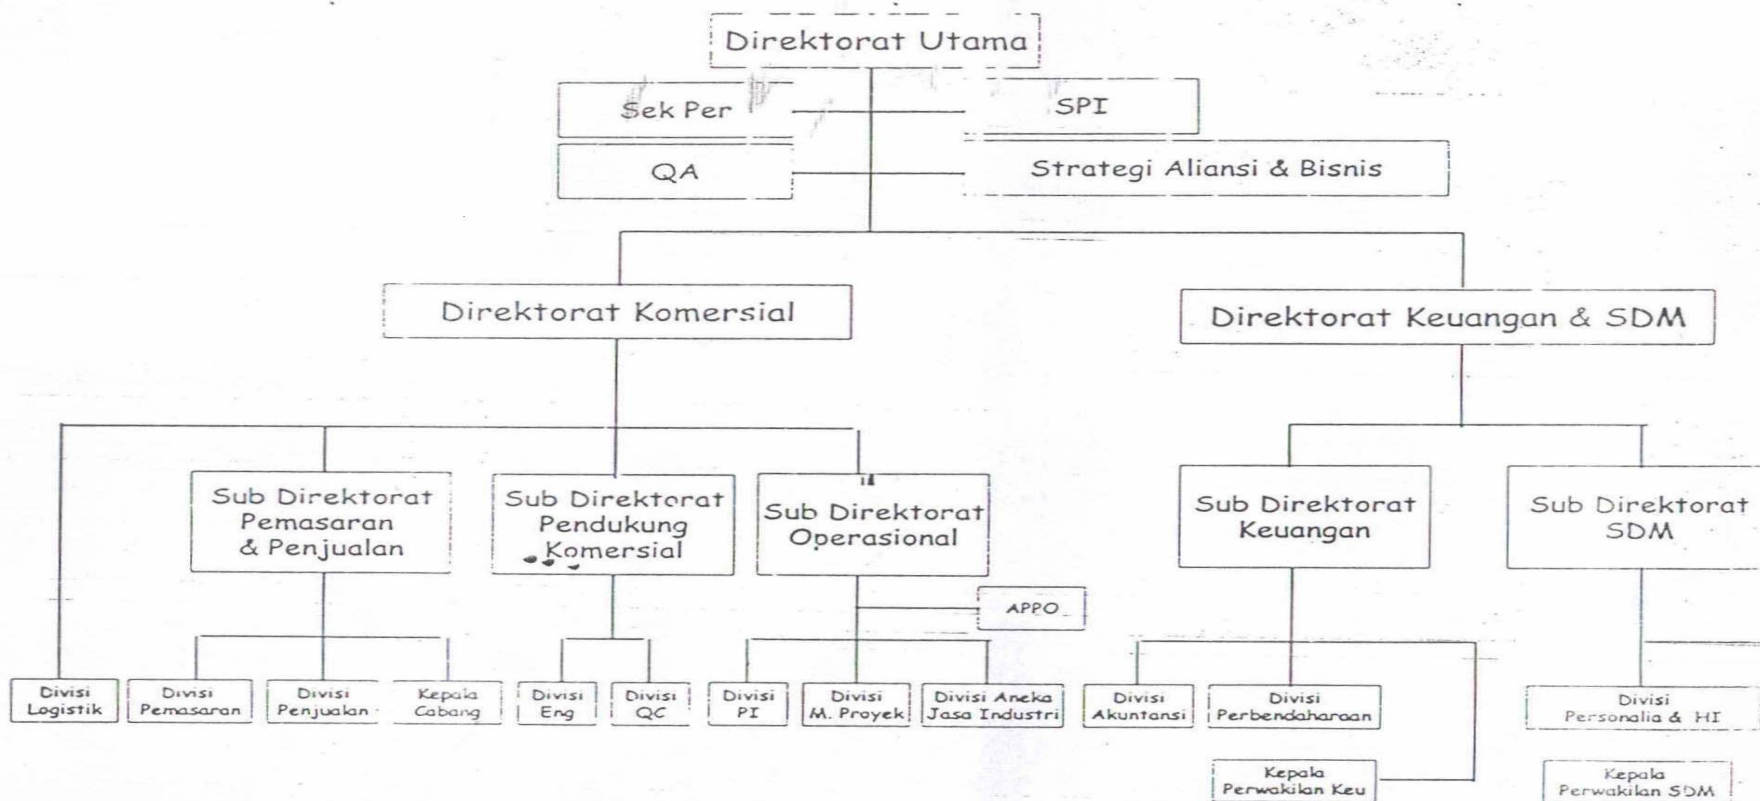 Direktorat Utama
Sek Per
SPI
QA
Strategi Aliansi & Bisnis
Direktorat Komersial
Direktorat Keuangan & SDM
Sub Direktorat
Pemasaran
& Penjualan
Sub Direktorat
Pendukung
Komersial
Sub Direktorat
Operasional
Sub Direktorat
Keuangan
Sub Direktorat
SDM
APPO
Divisi
Logistik
Divisi
Pemasaran
Divisi
Penjualan
Kepala
Cabang
Divisi
Eng
Divisi
QC
Divisi
PI
Divisi
M. Proyek
Divisi Aneka
Jasa Industri
Divisi
Akuntansi
Divisi
Perbendaharaan
Divisi
Personalia & HI
Kepala
Perwakilan Keu
Kepala
Perwakilan SDM